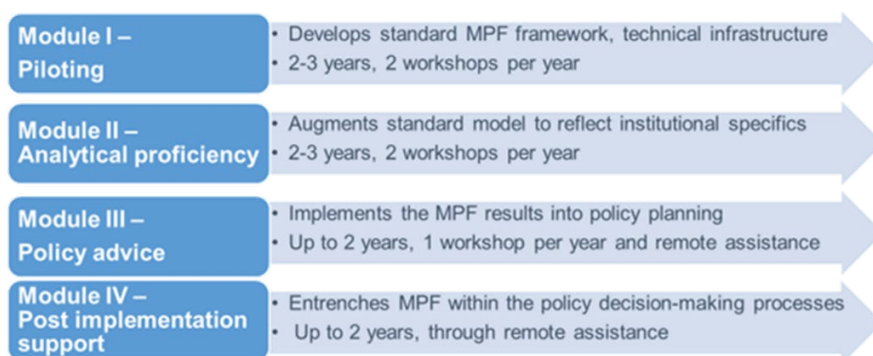 Module I –
Piloting
• Develops standard MPF framework, technical infrastructure
• 2-3 years, 2 workshops per year
Module II –
Analytical proficiency
• Augments standard model to reflect institutional specifics
• 2-3 years, 2 workshops per year
Module III –
Policy advice
• Implements the MPF results into policy planning
• Up to 2 years, 1 workshop per year and remote assistance
Module IV –
Post implementation
support
• Entrenches MPF within the policy decision-making processes
• Up to 2 years, through remote assistance